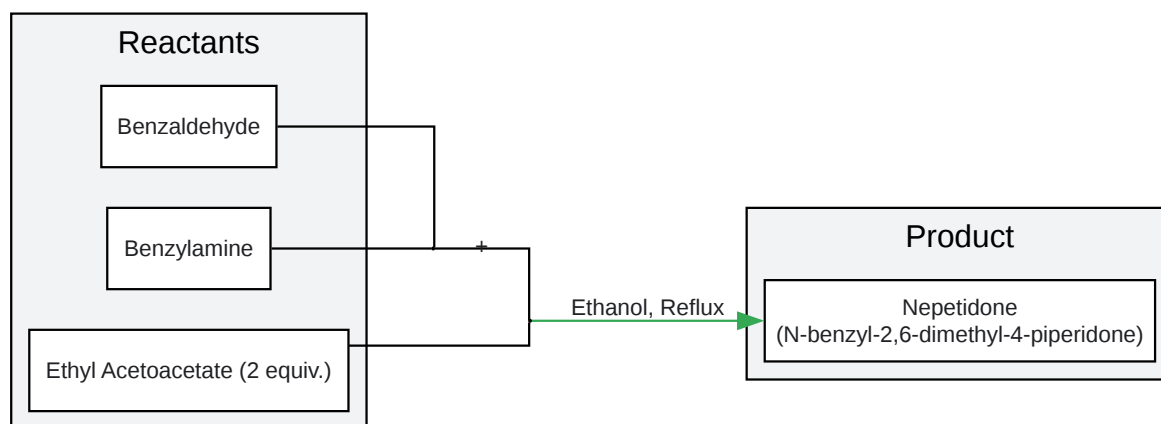 Reactants
Benzaldehyde
Benzylamine
Ethyl Acetoacetate (2 equiv.)
+
Ethanol, Reflux
Product
Nepetidone
(N-benzyl-2,6-dimethyl-4-piperidone)